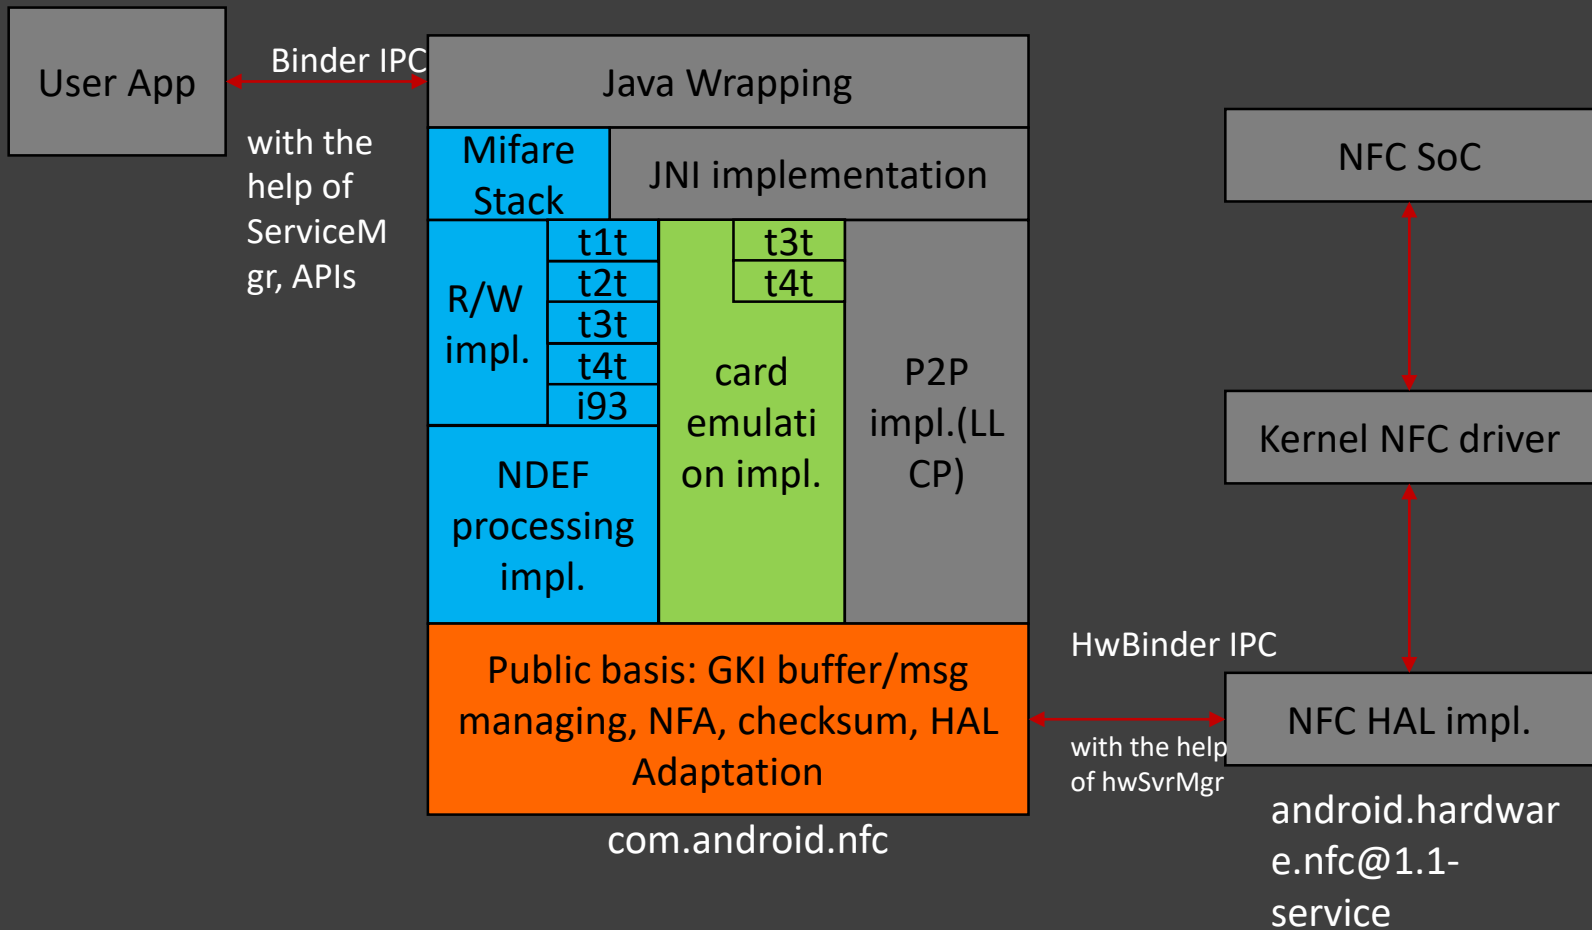 User App
Binder IPC
with the
help of
ServiceM
gr, APIs
Java Wrapping
Mifare
Stack
JNI implementation
R/W
impl.
t1t
t2t
t3t
t4t
i93
NDEF
processing
impl.
t3t
t4t
card
emulati
on impl.
P2P
impl.(LL
CP)
Public basis: GKI buffer/msg
managing, NFA, checksum, HAL
Adaptation
com.android.nfc
HwBinder IPC
with the help
of hwSvrMgr
NFC SoC
Kernel NFC driver
NFC HAL impl.
android.hardwar
e.nfc@1.1-
service